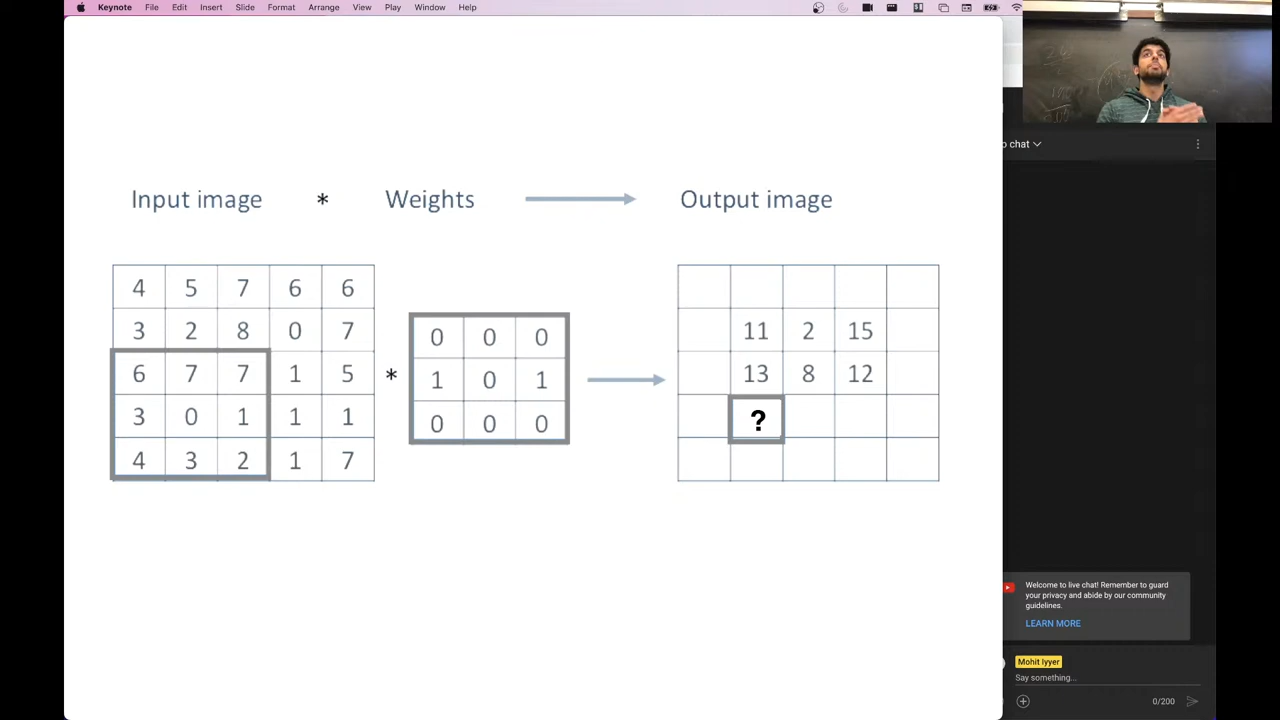 Keynote File Edit Insert Slide Format Arrange View Play Window Help
Input image * Weights Output image
4 5 7 6 6
3 2 8 0 7
6 7 7 1 5
3 0 1 1 1
4 3 2 1 7
*
0 0 0
1 0 1
0 0 0
11 2 15
13 8 12
?
chat
Welcome to live chat! Remember to guard
your privacy and abide by our community
guidelines.
LEARN MORE
Mohit Iyyer
Say something...
0/200